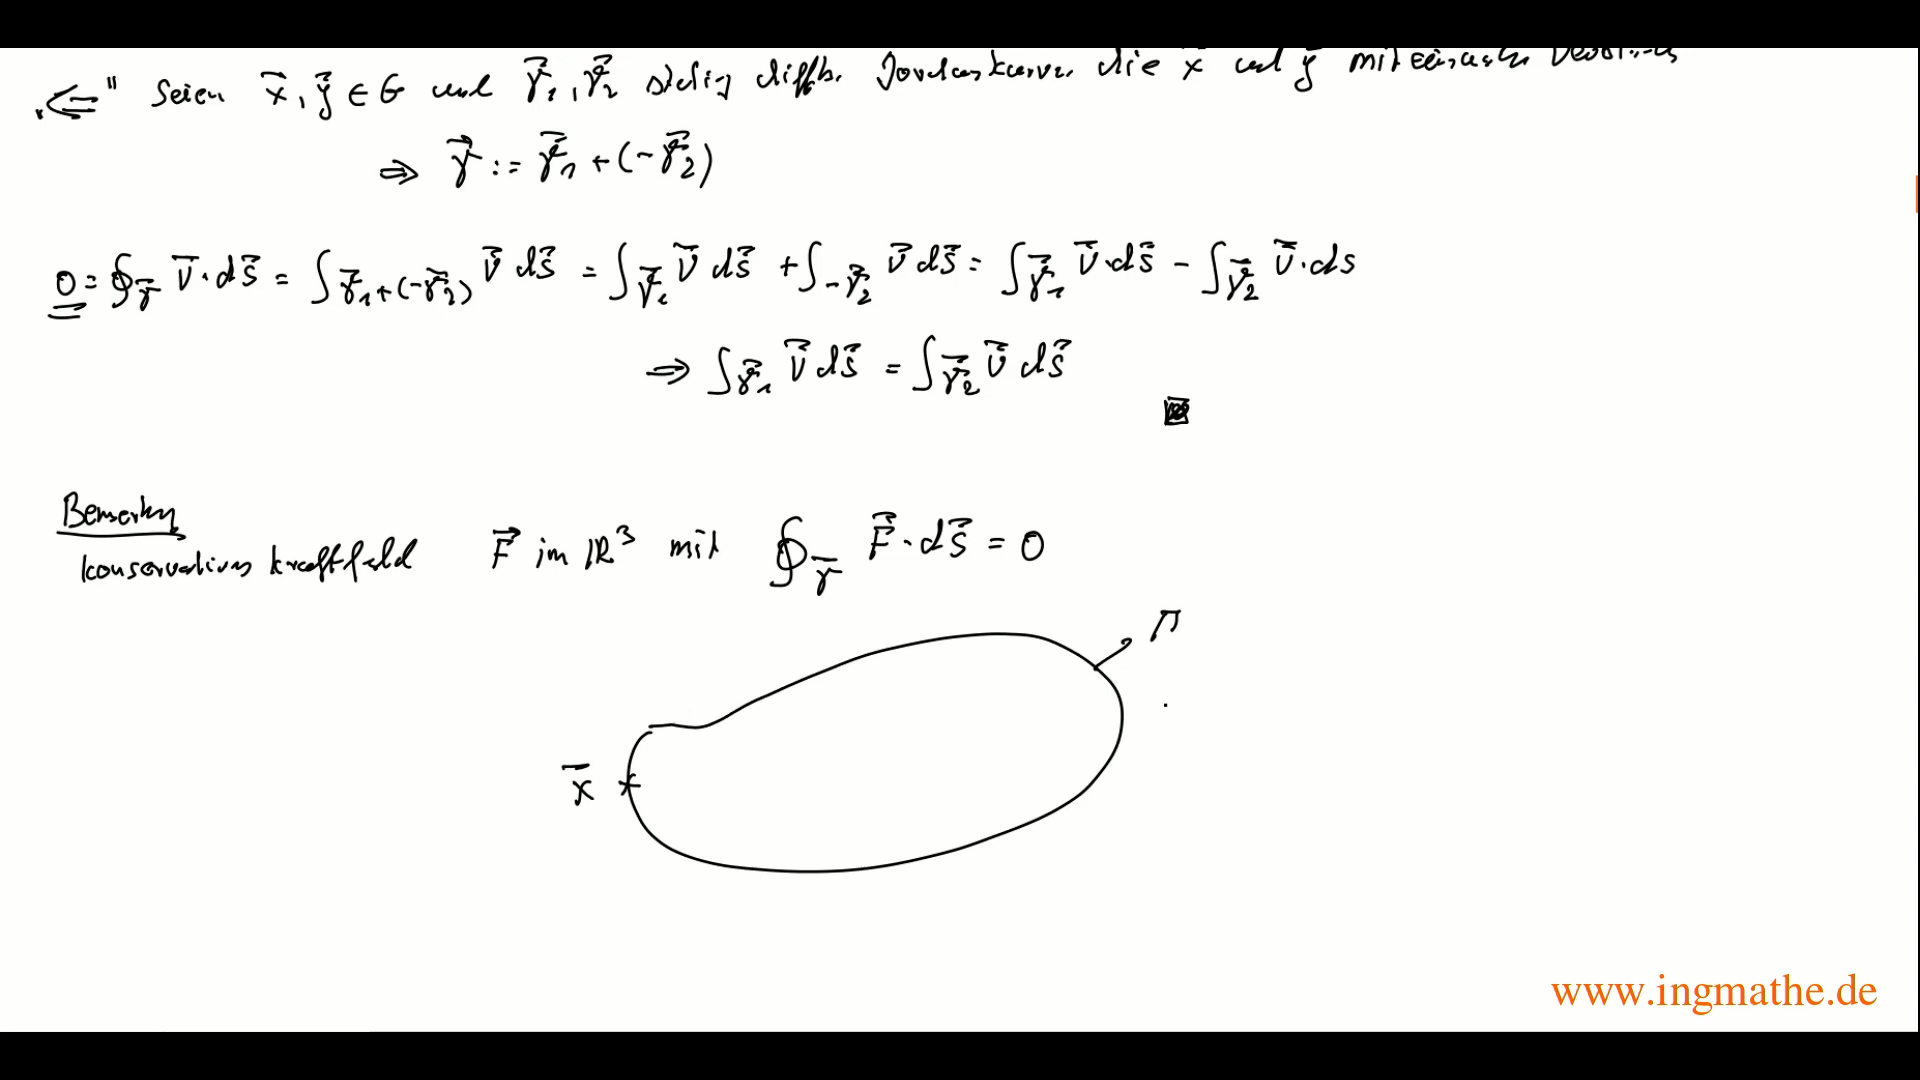 "⇐" Seien x⃗, y⃗ ∈ G und γ⃗₁, γ⃗₂ stetig diffb. Jordankurven die x⃗ und y⃗ miteinander
⇒ γ⃗ := γ⃗₁ + (-γ⃗₂)
0 = ∮_γ⃗ v⃗ · ds⃗ = ∫_γ⃗₁+(-γ⃗₂) v⃗ ds⃗ = ∫_γ⃗₁ v⃗ ds⃗ + ∫_-γ⃗₂ v⃗ ds⃗ = ∫_γ⃗₁ v⃗ · ds⃗ - ∫_γ⃗₂ v⃗ · ds
⇒ ∫_γ⃗₁ v⃗ ds⃗ = ∫_γ⃗₂ v⃗ ds⃗
Bemerkung
konservatives Kraftfeld F⃗ im ℝ³ mit ∮_γ⃗ F⃗ · ds⃗ = 0
Γ
x⃗
www.ingmathe.de